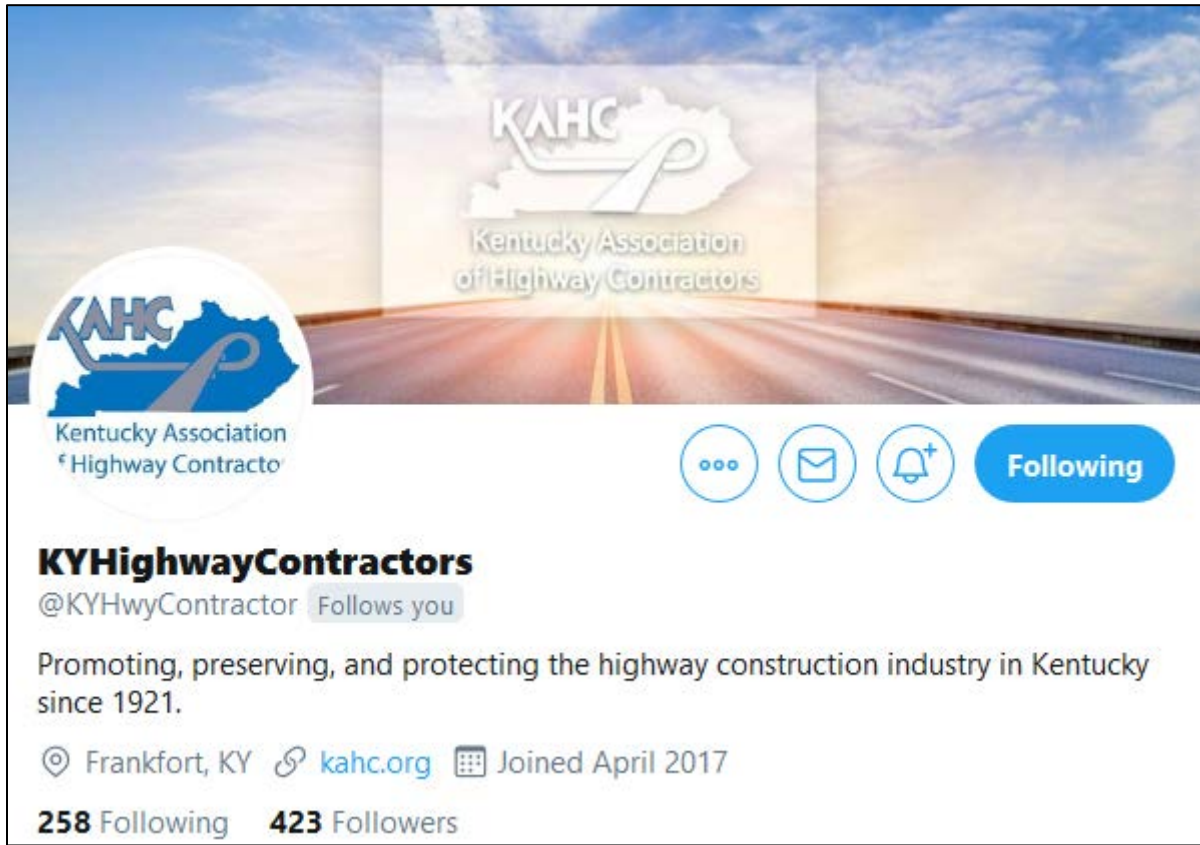 KAHC
Kentucky Association
of Highway Contractors
KAHC
Kentucky Association
f Highway Contracto
Following
KYHighwayContractors
@KYHwyContractor Follows you
Promoting, preserving, and protecting the highway construction industry in Kentucky
since 1921.
Frankfort, KY kahc.org Joined April 2017
258 Following 423 Followers